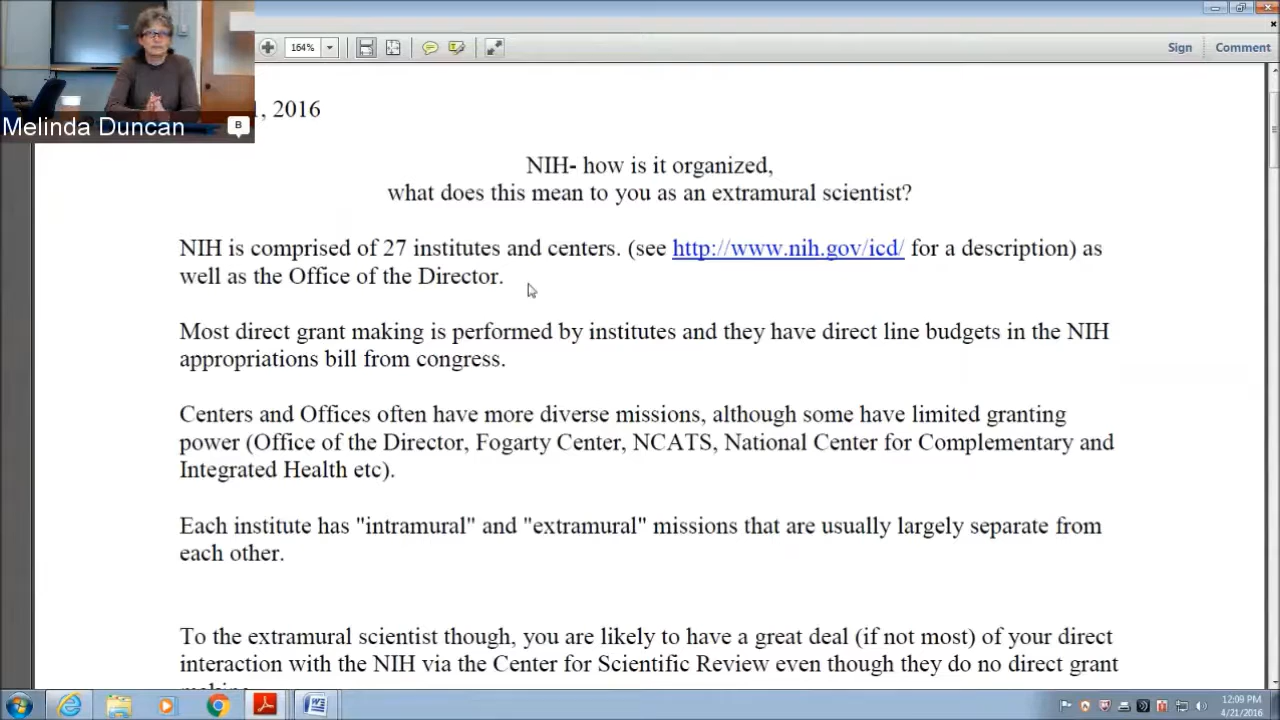 164%
Sign
Comment
Melinda Duncan
B
1, 2016
NIH- how is it organized,
what does this mean to you as an extramural scientist?
NIH is comprised of 27 institutes and centers. (see http://www.nih.gov/icd/ for a description) as
well as the Office of the Director.
Most direct grant making is performed by institutes and they have direct line budgets in the NIH
appropriations bill from congress.
Centers and Offices often have more diverse missions, although some have limited granting
power (Office of the Director, Fogarty Center, NCATS, National Center for Complementary and
Integrated Health etc).
Each institute has "intramural" and "extramural" missions that are usually largely separate from
each other.
To the extramural scientist though, you are likely to have a great deal (if not most) of your direct
interaction with the NIH via the Center for Scientific Review even though they do no direct grant
12:09 PM
4/21/2016